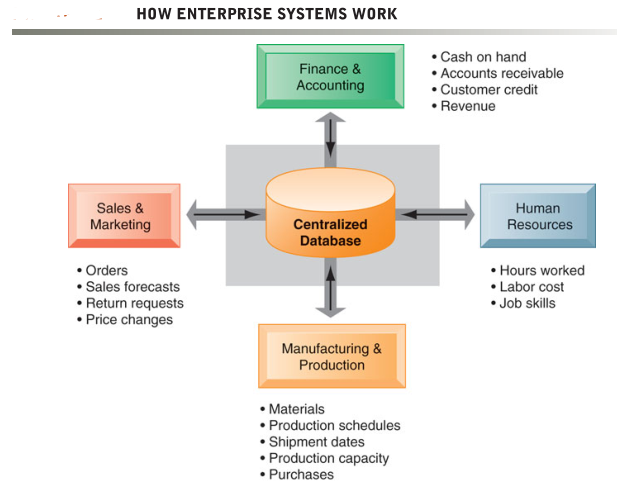 HOW ENTERPRISE SYSTEMS WORK
Finance &
Accounting
• Cash on hand
• Accounts receivable
• Customer credit
• Revenue
Sales &
Marketing
• Orders
• Sales forecasts
• Return requests
• Price changes
Centralized
Database
Human
Resources
• Hours worked
• Labor cost
• Job skills
Manufacturing &
Production
• Materials
• Production schedules
• Shipment dates
• Production capacity
• Purchases